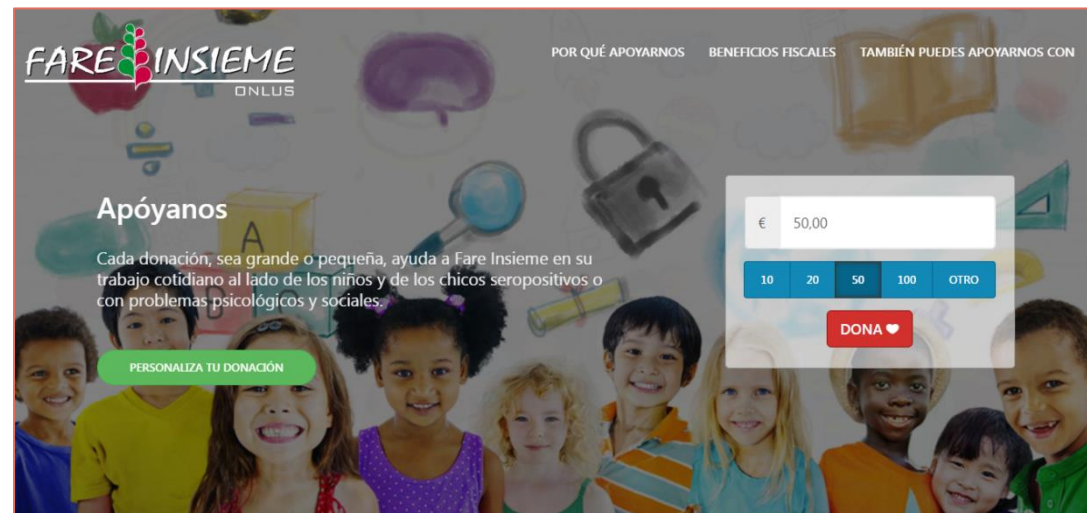 FARE INSIEME
ONLUS
POR QUÉ APOYARNOS BENEFICIOS FISCALES TAMBIÉN PUEDES APOYARNOS CON
Apóyanos
Cada donación, sea grande o pequeña, ayuda a Fare Insieme en su
trabajo cotidiano al lado de los niños y de los chicos seropositivos o
con problemas psicológicos y sociales.
PERSONALIZA TU DONACIÓN
€ 50,00
10 20 50 100 OTRO
DONA
A
B